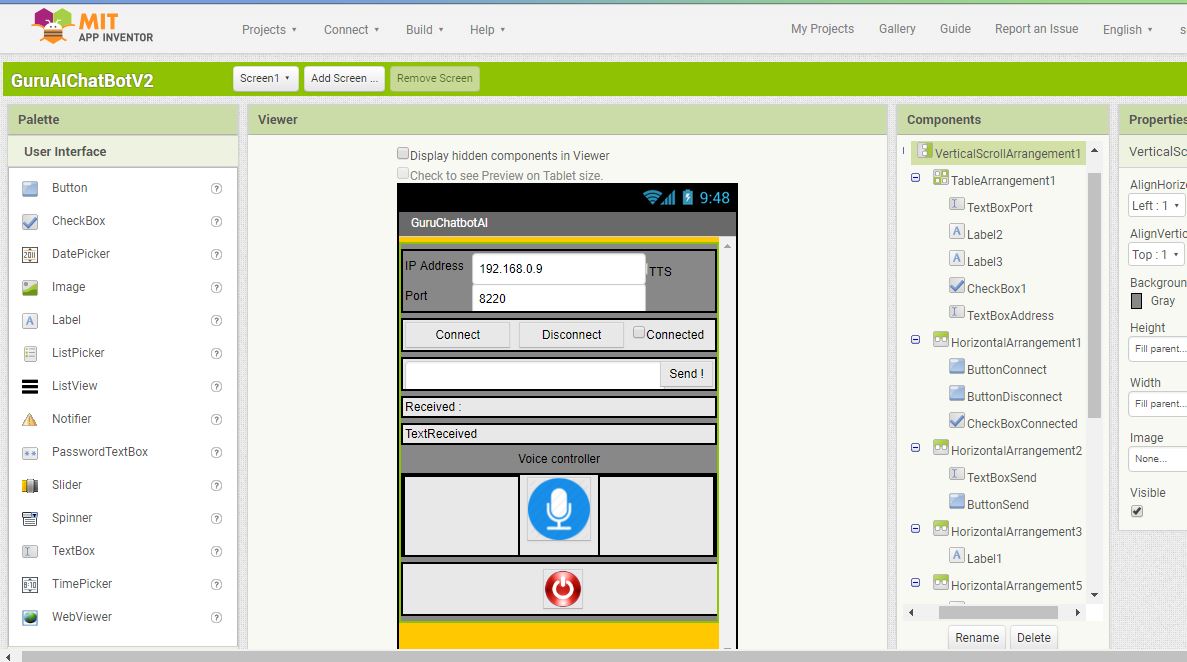 MIT
APP INVENTOR
Projects Connect Build Help My Projects Gallery Guide Report an Issue English
GuruAIChatBotV2 Screen1 Add Screen ... Remove Screen
Palette
User Interface
Button ?
CheckBox ?
DatePicker ?
Image ?
Label ?
ListPicker ?
ListView ?
Notifier ?
PasswordTextBox ?
Slider ?
Spinner ?
TextBox ?
TimePicker ?
WebViewer ?
Viewer
Display hidden components in Viewer
Check to see Preview on Tablet size.
9:48
GuruChatbotAI
IP Address 192.168.0.9 TTS
Port 8220
Connect Disconnect Connected
Send !
Received :
TextReceived
Voice controller
Components
VerticalScrollArrangement1
TableArrangement1
TextBoxPort
Label2
Label3
CheckBox1
TextBoxAddress
HorizontalArrangement1
ButtonConnect
ButtonDisconnect
CheckBoxConnected
HorizontalArrangement2
TextBoxSend
ButtonSend
HorizontalArrangement3
Label1
HorizontalArrangement5
Rename Delete
Properties
VerticalSc
AlignHorizo
Left : 1
AlignVertic
Top : 1
Backgroun
Gray
Height
Fill parent...
Width
Fill parent...
Image
None...
Visible